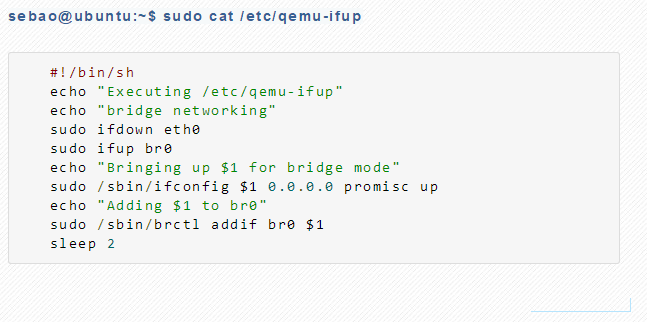 sebao@ubuntu:~$ sudo cat /etc/qemu-ifup
#!/bin/sh
echo "Executing /etc/qemu-ifup"
echo "bridge networking"
sudo ifdown eth0
sudo ifup br0
echo "Bringing up $1 for bridge mode"
sudo /sbin/ifconfig $1 0.0.0.0 promisc up
echo "Adding $1 to br0"
sudo /sbin/brctl addif br0 $1
sleep 2